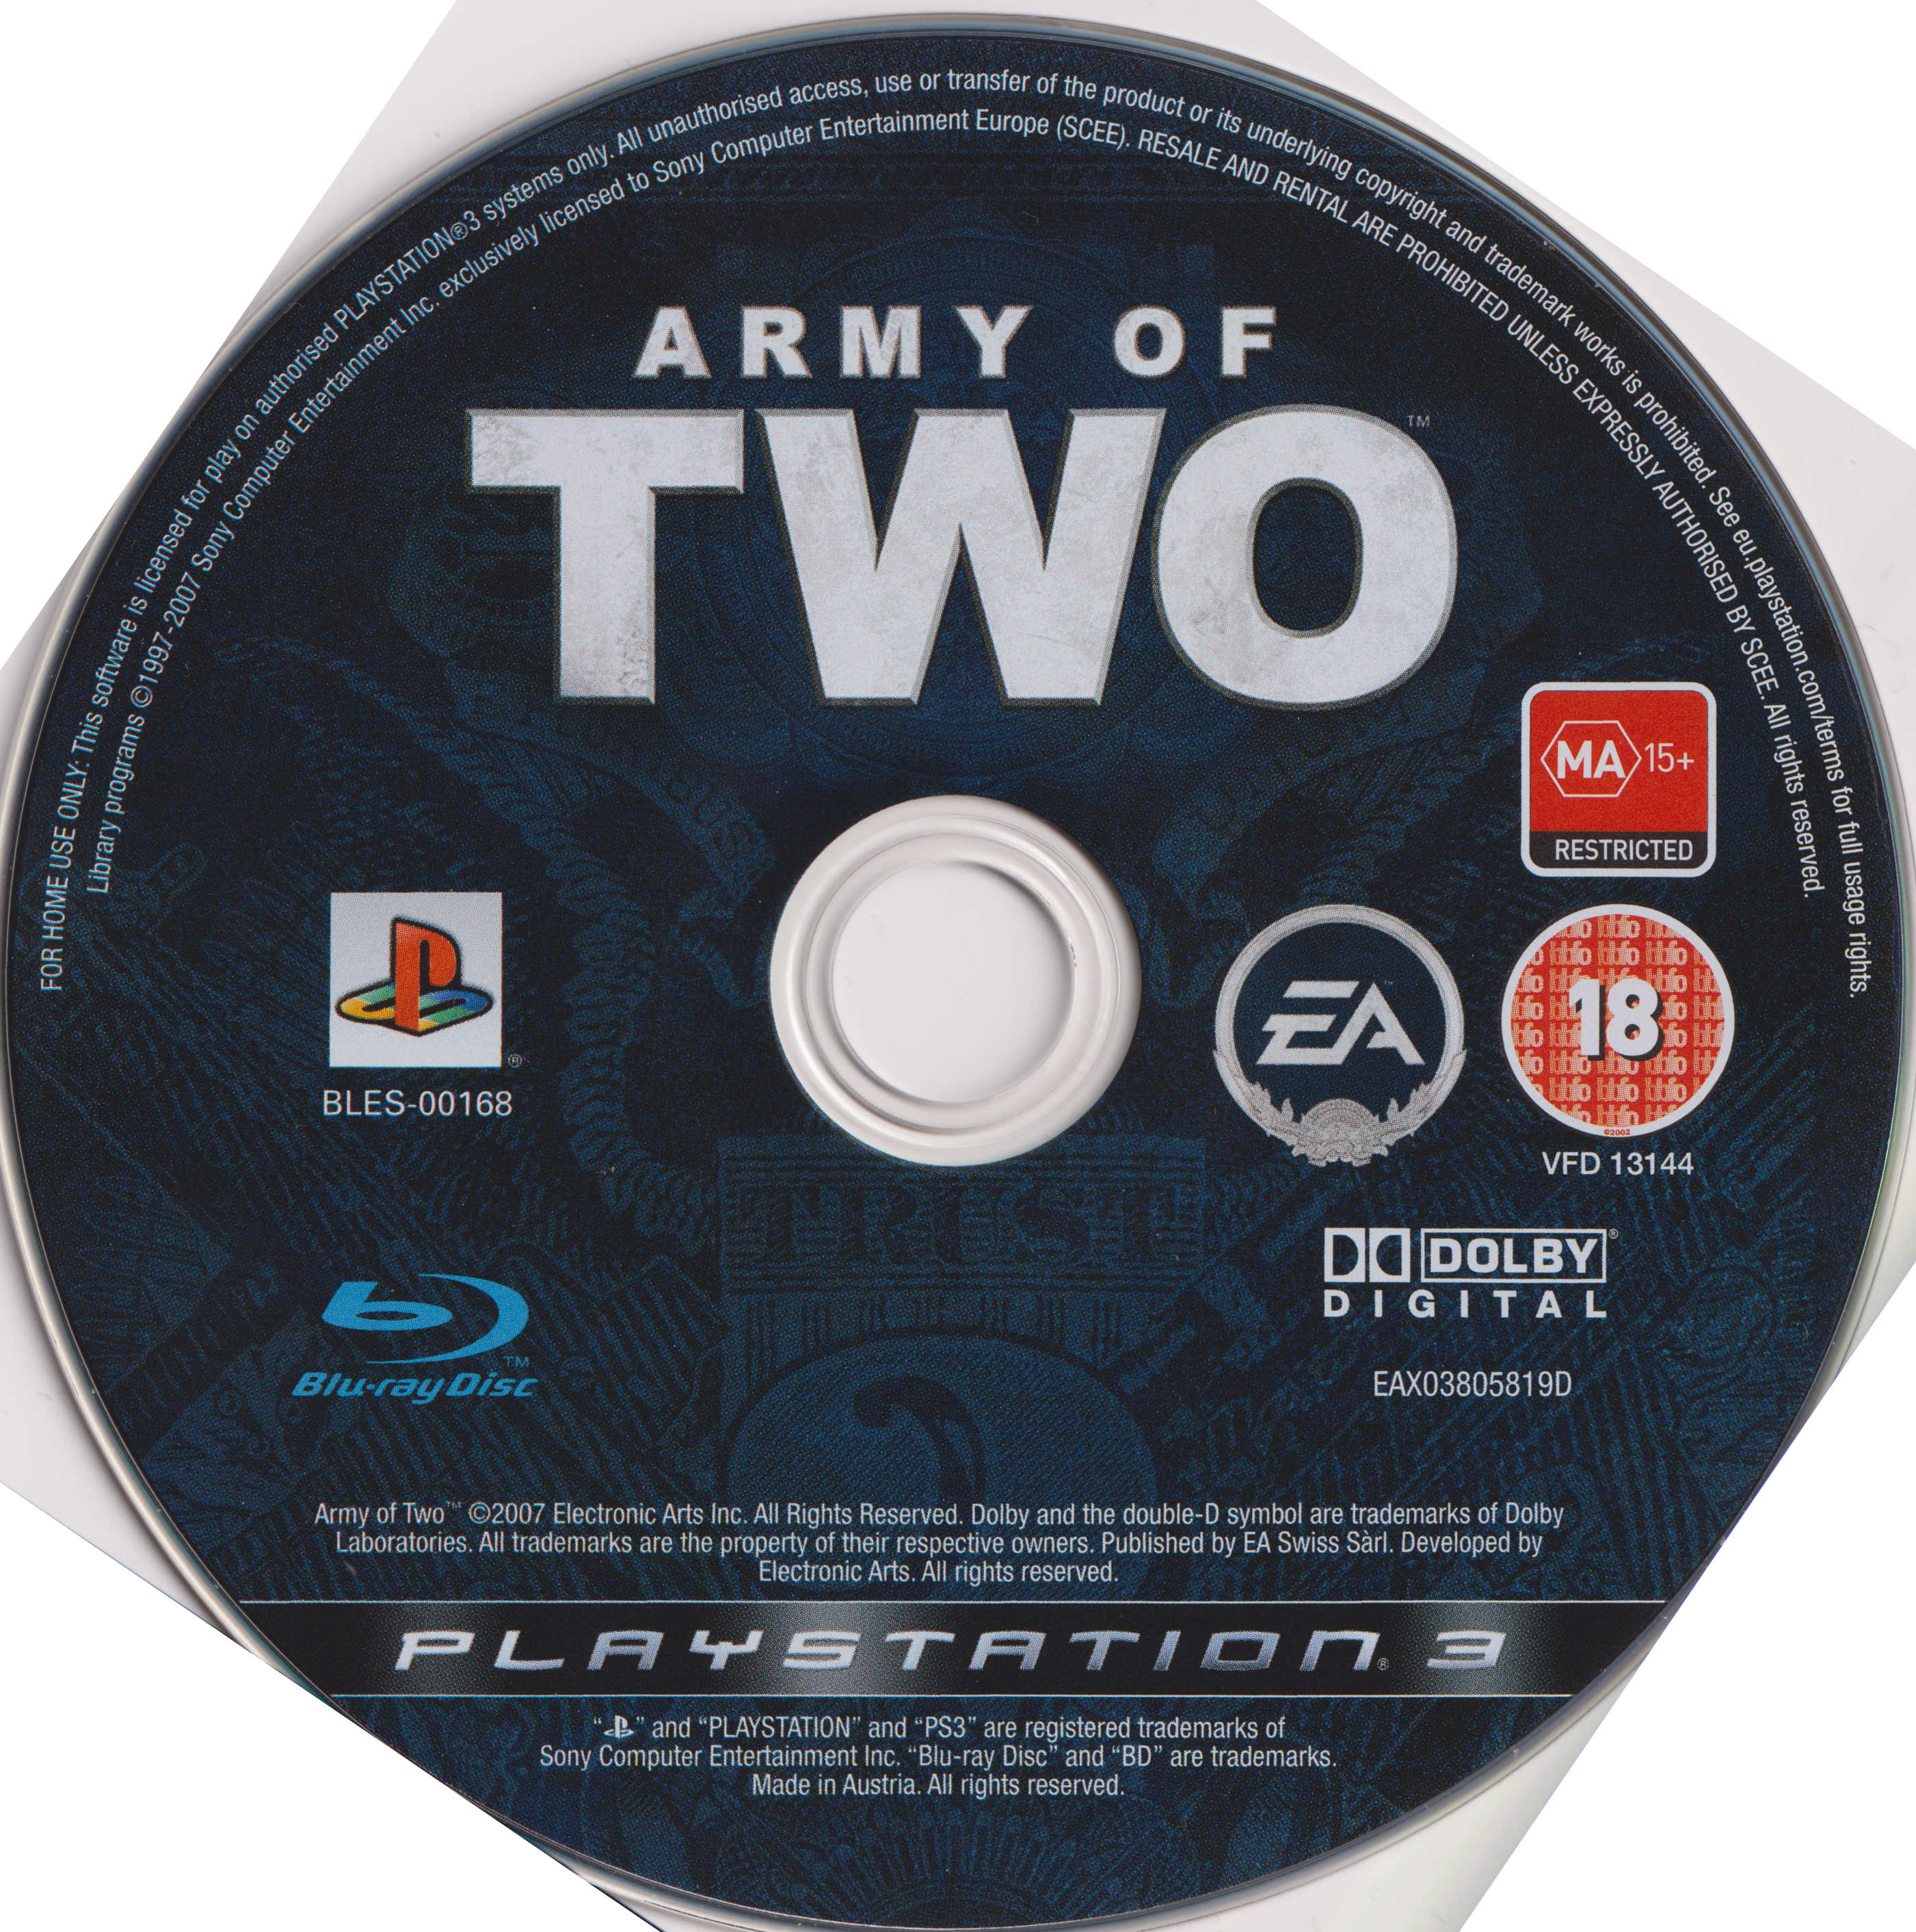 FOR HOME USE ONLY: This software is licensed for play on authorised PLAYSTATION®3 systems only. All unauthorised access, use or transfer of the product or its underlying copyright and trademark works is prohibited. See eu.playstation.com/terms for full usage rights.
Library programs ©1997-2007 Sony Computer Entertainment Inc. exclusively licensed to Sony Computer Entertainment Europe (SCEE). RESALE AND RENTAL ARE PROHIBITED UNLESS EXPRESSLY AUTHORISED BY SCEE. All rights reserved.
ARMY OF
TWO™
MA 15+
RESTRICTED
®
BLES-00168
EA
18
©2002
VFD 13144
TRUST
DOLBY®
DIGITAL
Blu-ray Disc™
EAX03805819D
Army of Two™ ©2007 Electronic Arts Inc. All Rights Reserved. Dolby and the double-D symbol are trademarks of Dolby
Laboratories. All trademarks are the property of their respective owners. Published by EA Swiss Sàrl. Developed by
Electronic Arts. All rights reserved.
PLAYSTATION®3
“” and “PLAYSTATION” and “PS3” are registered trademarks of
Sony Computer Entertainment Inc. “Blu-ray Disc” and “BD” are trademarks.
Made in Austria. All rights reserved.